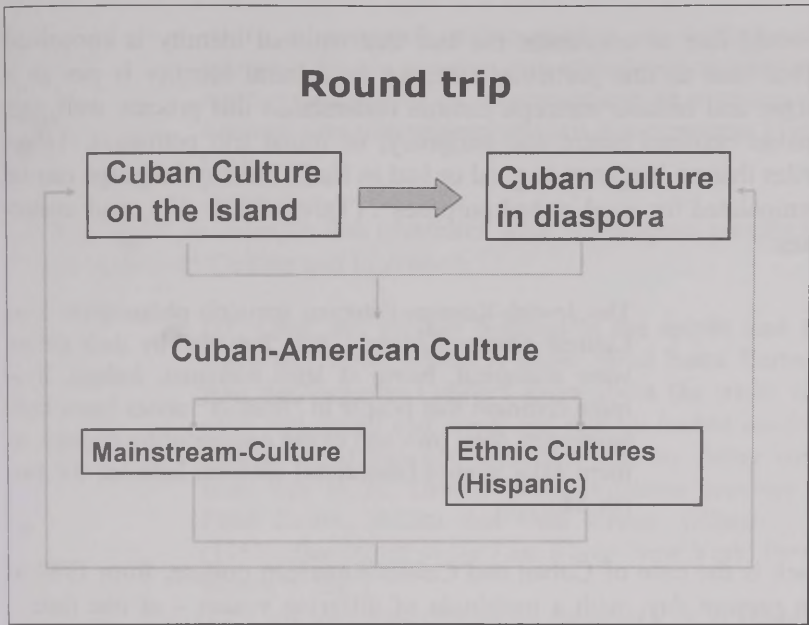 Round trip
Cuban Culture
on the Island
Cuban Culture
in diaspora
Cuban-American Culture
Mainstream-Culture
Ethnic Cultures
(Hispanic)